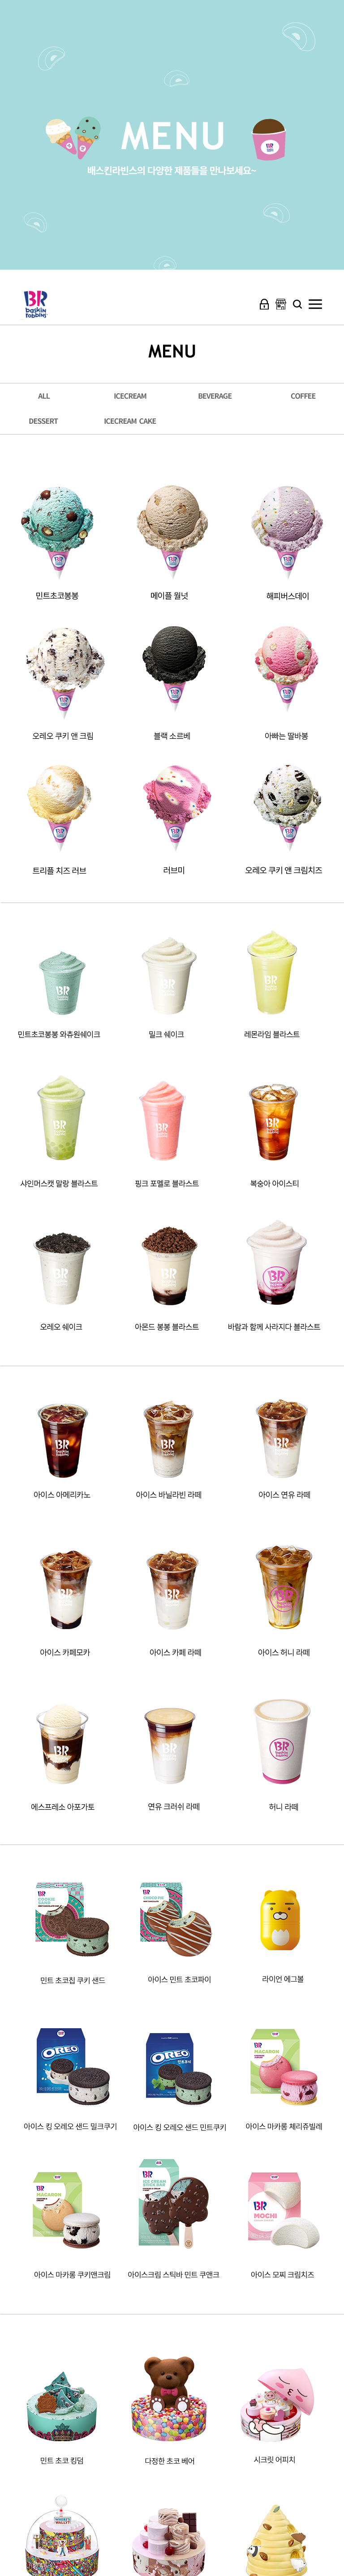 MENU
배스킨라빈스의 다양한 제품들을 만나보세요~
BR
baskin
robbins
MENU
ALL ICECREAM BEVERAGE COFFEE
DESSERT ICECREAM CAKE
민트초코봉봉 메이플 월넛 해피버스데이
오레오 쿠키 앤 크림 블랙 소르베 아빠는 딸바봉
트리플 치즈 러브 러브미 오레오 쿠키 앤 크림치즈
민트초코봉봉 와츄원쉐이크 밀크 쉐이크 레몬라임 블라스트
샤인머스캣 말랑 블라스트 핑크 포멜로 블라스트 복숭아 아이스티
오레오 쉐이크 아몬드 봉봉 블라스트 바람과 함께 사라지다 블라스트
아이스 아메리카노 아이스 바닐라빈 라떼 아이스 연유 라떼
아이스 카페모카 아이스 카페 라떼 아이스 허니 라떼
에스프레소 아포가토 연유 크러쉬 라떼 허니 라떼
민트 초코칩 쿠키 샌드 아이스 민트 초코파이 라이언 에그볼
OREO OREO MACARON
아이스 킹 오레오 샌드 밀크쿠기 아이스 킹 오레오 샌드 민트쿠키 아이스 마카롱 체리쥬빌레
MACARON BR MOCHI
아이스 마카롱 쿠키앤크림 아이스크림 스틱바 민트 쿠앤크 아이스 모찌 크림치즈
민트 초코 킹덤 다정한 초코 베어 시크릿 어피치